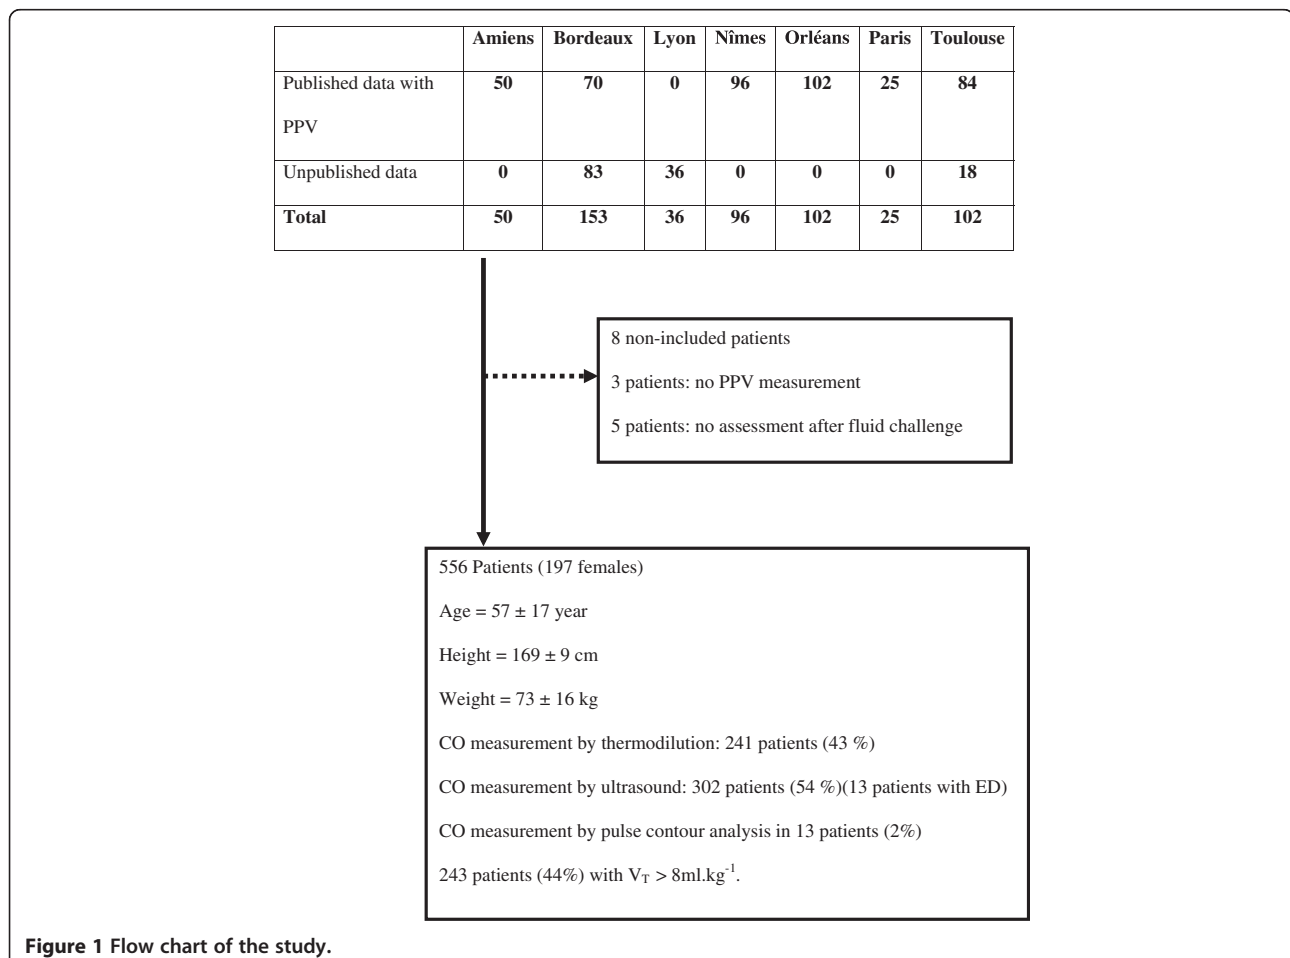 Amiens Bordeaux Lyon Nîmes Orléans Paris Toulouse
Published data with PPV 50 70 0 96 102 25 84
Unpublished data 0 83 36 0 0 0 18
Total 50 153 36 96 102 25 102
8 non-included patients
3 patients: no PPV measurement
5 patients: no assessment after fluid challenge
556 Patients (197 females)
Age = 57 ± 17 year
Height = 169 ± 9 cm
Weight = 73 ± 16 kg
CO measurement by thermodilution: 241 patients (43 %)
CO measurement by ultrasound: 302 patients (54 %)(13 patients with ED)
CO measurement by pulse contour analysis in 13 patients (2%)
243 patients (44%) with V_T > 8ml.kg^-1.
Figure 1 Flow chart of the study.